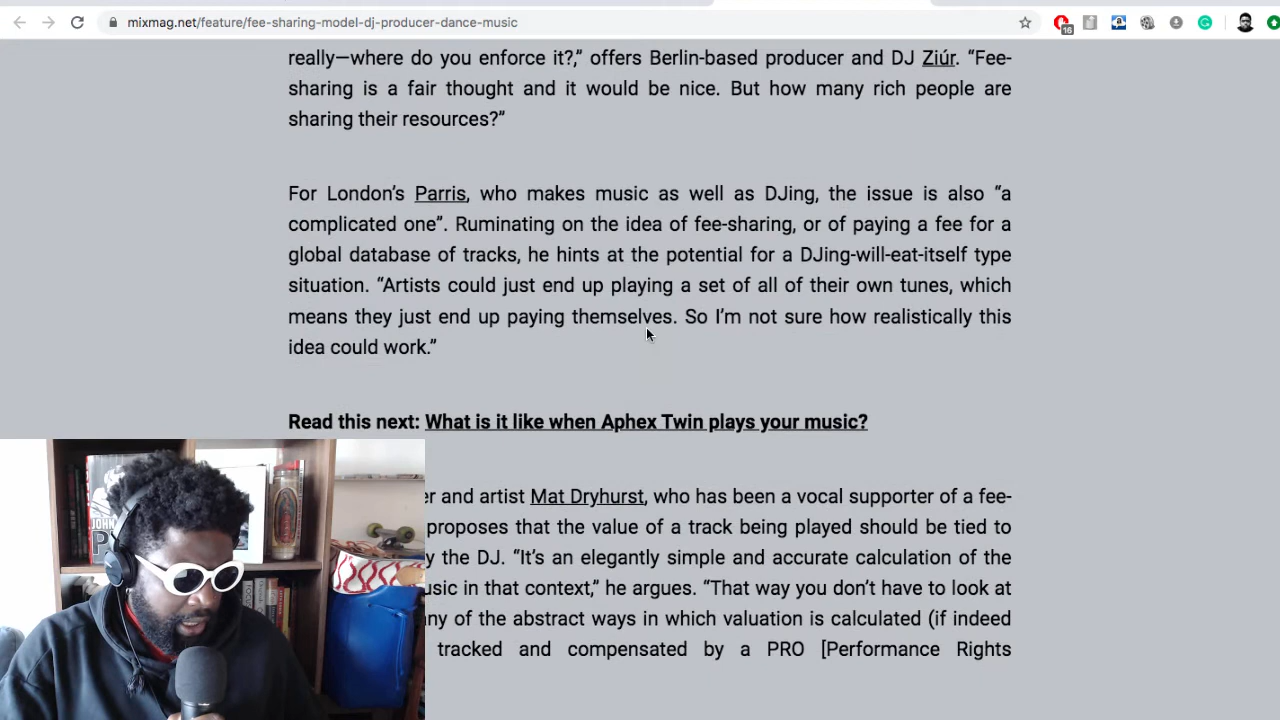 mixmag.net/feature/fee-sharing-model-dj-producer-dance-music
16
really—where do you enforce it?,” offers Berlin-based producer and DJ Ziúr. “Fee-
sharing is a fair thought and it would be nice. But how many rich people are
sharing their resources?”
For London’s Parris, who makes music as well as DJing, the issue is also “a
complicated one”. Ruminating on the idea of fee-sharing, or of paying a fee for a
global database of tracks, he hints at the potential for a DJing-will-eat-itself type
situation. “Artists could just end up playing a set of all of their own tunes, which
means they just end up paying themselves. So I’m not sure how realistically this
idea could work.”
Read this next: What is it like when Aphex Twin plays your music?
er and artist Mat Dryhurst, who has been a vocal supporter of a fee-
proposes that the value of a track being played should be tied to
y the DJ. “It’s an elegantly simple and accurate calculation of the
usic in that context,” he argues. “That way you don’t have to look at
ny of the abstract ways in which valuation is calculated (if indeed
tracked and compensated by a PRO [Performance Rights
JOHN